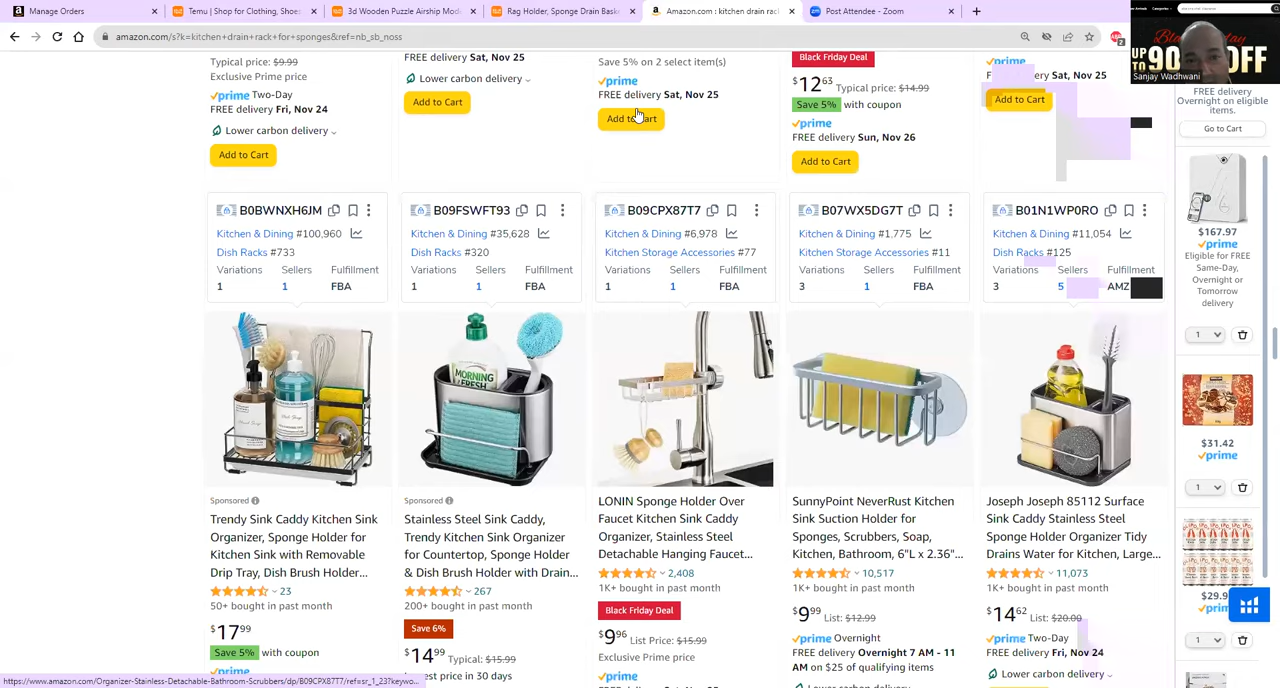 Manage Orders
Temu | Shop for Clothing, Shoes
3d Wooden Puzzle Airship Mod
Rag Holder, Sponge Drain Bask
Amazon.com : kitchen drain rac
Post Attendee - Zoom
amazon.com/s?k=kitchen+drain+rack+for+sponges&ref=nb_sb_noss
Black Friday
UP TO 90% OFF
Sanjay Wadhwani
Typical price: $9.99
Exclusive Prime price
prime Two-Day
FREE delivery Fri, Nov 24
Lower carbon delivery
Add to Cart
FREE delivery Sat, Nov 25
Lower carbon delivery
Add to Cart
Save 5% on 2 select item(s)
prime
FREE delivery Sat, Nov 25
Add to Cart
Black Friday Deal
$12.63 Typical price: $14.99
Save 5% with coupon
prime
FREE delivery Sun, Nov 26
Add to Cart
prime
FREE delivery Sat, Nov 25
Add to Cart
FREE delivery
Overnight on eligible
items.
Go to Cart
B0BWNXH6JM
Kitchen & Dining #100,960
Dish Racks #733
Variations Sellers Fulfillment
1 1 FBA
B09FSWFT93
Kitchen & Dining #35,628
Dish Racks #320
Variations Sellers Fulfillment
1 1 FBA
B09CPX87T7
Kitchen & Dining #6,978
Kitchen Storage Accessories #77
Variations Sellers Fulfillment
1 1 FBA
B07WX5DG7T
Kitchen & Dining #1,775
Kitchen Storage Accessories #11
Variations Sellers Fulfillment
3 1 FBA
B01N1WP0RO
Kitchen & Dining #11,054
Dish Racks #125
Variations Sellers Fulfillment
3 5 AMZ
MORNING
FRESH
Sponsored
Trendy Sink Caddy Kitchen Sink
Organizer, Sponge Holder for
Kitchen Sink with Removable
Drip Tray, Dish Brush Holder...
23
50+ bought in past month
$17.99
Save 5% with coupon
prime
Sponsored
Stainless Steel Sink Caddy,
Trendy Kitchen Sink Organizer
for Countertop, Sponge Holder
& Dish Brush Holder with Drain...
267
200+ bought in past month
Save 6%
$14.99 Typical: $15.99
Lowest price in 30 days
LONIN Sponge Holder Over
Faucet Kitchen Sink Caddy
Organizer, Stainless Steel
Detachable Hanging Faucet...
2,408
1K+ bought in past month
Black Friday Deal
$9.96 List Price: $15.99
Exclusive Prime price
prime
SunnyPoint NeverRust Kitchen
Sink Suction Holder for
Sponges, Scrubbers, Soap,
Kitchen, Bathroom, 6"L x 2.36"...
10,517
1K+ bought in past month
$9.99 List: $12.99
prime Overnight
FREE delivery Overnight 7 AM - 11
AM on $25 of qualifying items
Joseph Joseph 85112 Surface
Sink Caddy Stainless Steel
Sponge Holder Organizer Tidy
Drains Water for Kitchen, Large...
11,073
1K+ bought in past month
$14.62 List: $20.00
prime Two-Day
FREE delivery Fri, Nov 24
Lower carbon delivery
$167.97
prime
Eligible for FREE
Same-Day,
Overnight or
Tomorrow
delivery
1
$31.42
prime
1
$29.9
prime
1
https://www.amazon.com/Organizer-Stainless-Detachable-Bathroom-Scrubbers/dp/B09CPX87T7/ref=sr_1_23?keywo...